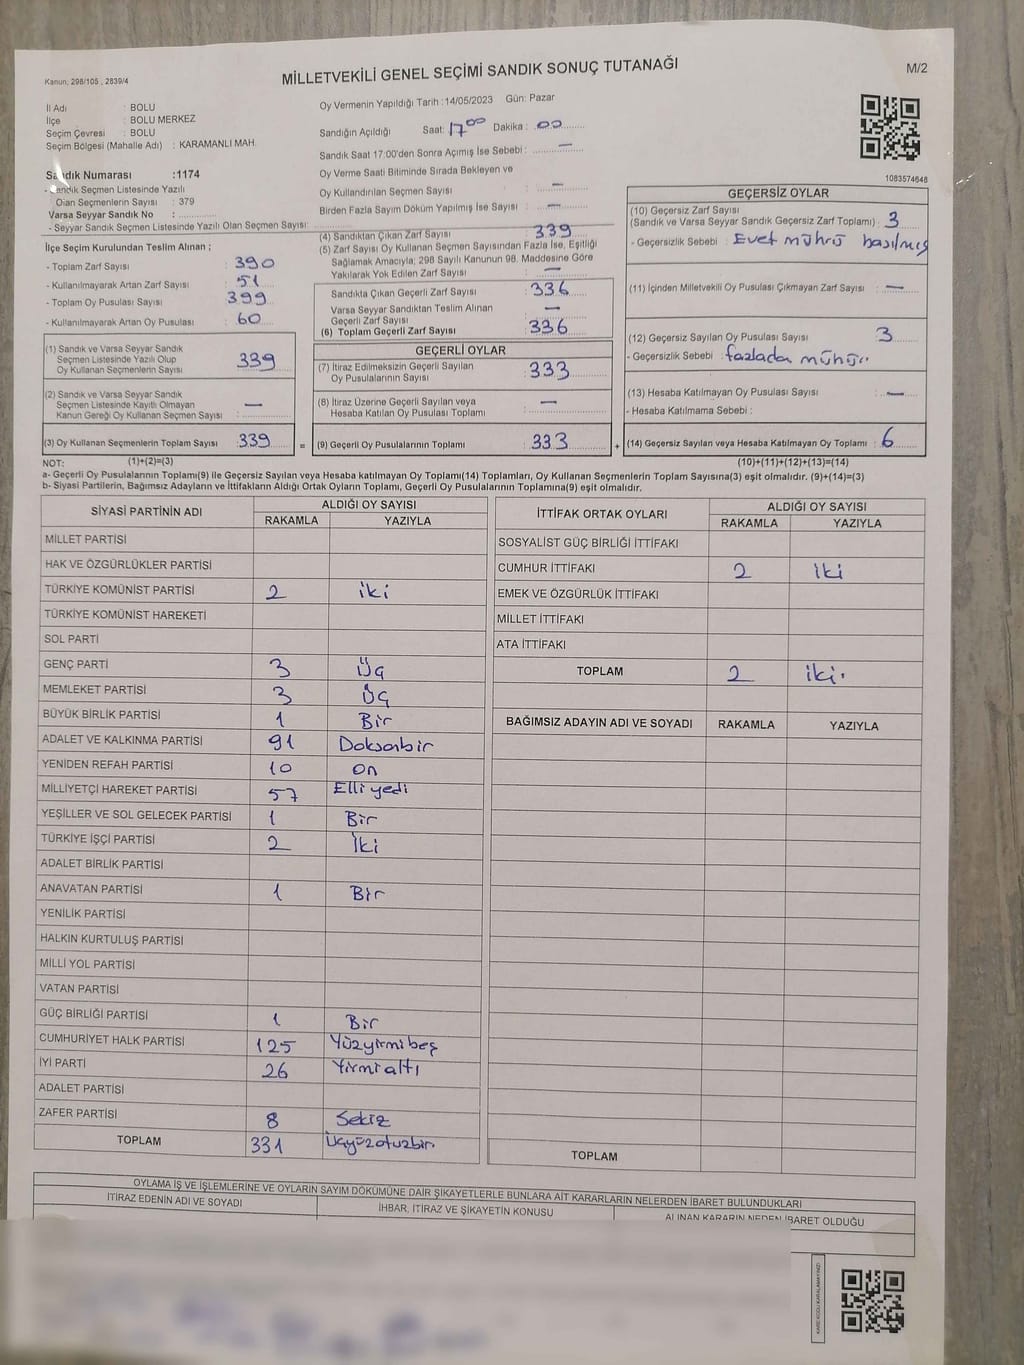 Kanun; 298/105 , 2839/4
MİLLETVEKİLİ GENEL SEÇİMİ SANDIK SONUÇ TUTANAĞI
M/2
İl Adı : BOLU
İlçe : BOLU MERKEZ
Seçim Çevresi : BOLU
Seçim Bölgesi (Mahalle Adı) : KARAMANLI MAH.
Sandık Numarası :1174
- Sandık Seçmen Listesinde Yazılı
Olan Seçmenlerin Sayısı : 379
Varsa Seyyar Sandık No :
- Seyyar Sandık Seçmen Listesinde Yazılı Olan Seçmen Sayısı:
Oy Vermenin Yapıldığı Tarih :14/05/2023 Gün: Pazar
Sandığın Açıldığı Saat: 17⁰⁰ Dakika : 00
Sandık Saat 17:00'den Sonra Açımış İse Sebebi : —
Oy Verme Saati Bitiminde Sırada Bekleyen ve
Oy Kullandırılan Seçmen Sayısı : —
Birden Fazla Sayım Döküm Yapılmış İse Sayısı : —
1083574648
İlçe Seçim Kurulundan Teslim Alınan ;
- Toplam Zarf Sayısı : 390
- Kullanılmayarak Artan Zarf Sayısı : 51
- Toplam Oy Pusulası Sayısı : 399
- Kullanılmayarak Artan Oy Pusulası : 60
(4) Sandıktan Çıkan Zarf Sayısı : 339
(5) Zarf Sayısı Oy Kullanan Seçmen Sayısından Fazla İse, Eşitliği
Sağlamak Amacıyla; 298 Sayılı Kanunun 98. Maddesine Göre
Yakılarak Yok Edilen Zarf Sayısı : —
Sandıkta Çıkan Geçerli Zarf Sayısı : 336
Varsa Seyyar Sandıktan Teslim Alınan
Geçerli Zarf Sayısı : —
(6) Toplam Geçerli Zarf Sayısı : 336
GEÇERSİZ OYLAR
(10) Geçersiz Zarf Sayısı
(Sandık ve Varsa Seyyar Sandık Geçersiz Zarf Toplamı) : 3
- Geçersizlik Sebebi : Evet mührü basılmış
(11) İçinden Milletvekili Oy Pusulası Çıkmayan Zarf Sayısı : —
(12) Geçersiz Sayılan Oy Pusulası Sayısı : 3
- Geçersizlik Sebebi : fazlada mühür.
(13) Hesaba Katılmayan Oy Pusulası Sayısı : —
- Hesaba Katılmama Sebebi :
(14) Geçersiz Sayılan veya Hesaba Katılmayan Oy Toplamı : 6
(1) Sandık ve Varsa Seyyar Sandık
Seçmen Listesinde Yazılı Olup
Oy Kullanan Seçmenlerin Sayısı : 339
(2) Sandık ve Varsa Seyyar Sandık
Seçmen Listesinde Kayıtlı Olmayan
Kanun Gereği Oy Kullanan Seçmen Sayısı : —
(3) Oy Kullanan Seçmenlerin Toplam Sayısı : 339
GEÇERLİ OYLAR
(7) İtiraz Edilmeksizin Geçerli Sayılan
Oy Pusulalarının Sayısı : 333
(8) İtiraz Üzerine Geçerli Sayılan veya
Hesaba Katılan Oy Pusulası Toplamı : —
= (9) Geçerli Oy Pusulalarının Toplamı : 333 +
NOT: (1)+(2)=(3)
(10)+(11)+(12)+(13)=(14)
a- Geçerli Oy Pusulalarının Toplamı(9) ile Geçersiz Sayılan veya Hesaba katılmayan Oy Toplamı(14) Toplamları, Oy Kullanan Seçmenlerin Toplam Sayısına(3) eşit olmalıdır. (9)+(14)=(3)
b- Siyasi Partilerin, Bağımsız Adayların ve İttifakların Aldığı Ortak Oyların Toplamı, Geçerli Oy Pusulalarının Toplamına(9) eşit olmalıdır.
SİYASİ PARTİNİN ADI ALDIĞI OY SAYISI
RAKAMLA YAZIYLA
MİLLET PARTİSİ
HAK VE ÖZGÜRLÜKLER PARTİSİ
TÜRKİYE KOMÜNİST PARTİSİ 2 iki
TÜRKİYE KOMÜNİST HAREKETİ
SOL PARTİ
GENÇ PARTİ 3 Üç
MEMLEKET PARTİSİ 3 Üç
BÜYÜK BİRLİK PARTİSİ 1 Bir
ADALET VE KALKINMA PARTİSİ 91 Doksanbir
YENİDEN REFAH PARTİSİ 10 on
MİLLİYETÇİ HAREKET PARTİSİ 57 Elli yedi
YEŞİLLER VE SOL GELECEK PARTİSİ 1 Bir
TÜRKİYE İŞÇİ PARTİSİ 2 İki
ADALET BİRLİK PARTİSİ
ANAVATAN PARTİSİ 1 Bir
YENİLİK PARTİSİ
HALKIN KURTULUŞ PARTİSİ
MİLLİ YOL PARTİSİ
VATAN PARTİSİ
GÜÇ BİRLİĞİ PARTİSİ 1 Bir
CUMHURİYET HALK PARTİSİ 125 Yüzyirmibeş
İYİ PARTİ 26 Yirmialtı
ADALET PARTİSİ
ZAFER PARTİSİ 8 Sekiz
TOPLAM 331 Üçyüzotuzbir.
İTTİFAK ORTAK OYLARI ALDIĞI OY SAYISI
RAKAMLA YAZIYLA
SOSYALİST GÜÇ BİRLİĞİ İTTİFAKI
CUMHUR İTTİFAKI 2 iki
EMEK VE ÖZGÜRLÜK İTTİFAKI
MİLLET İTTİFAKI
ATA İTTİFAKI
TOPLAM 2 iki.
BAĞIMSIZ ADAYIN ADI VE SOYADI RAKAMLA YAZIYLA
TOPLAM
OYLAMA İŞ VE İŞLEMLERİNE VE OYLARIN SAYIM DÖKÜMÜNE DAİR ŞİKAYETLERLE BUNLARA AİT KARARLARIN NELERDEN İBARET BULUNDUKLARI
İTİRAZ EDENİN ADI VE SOYADI İHBAR, İTİRAZ VE ŞİKAYETİN KONUSU ALINAN KARARIN NEDEN İBARET OLDUĞU
KARE KODU KARALAMAYINIZ!